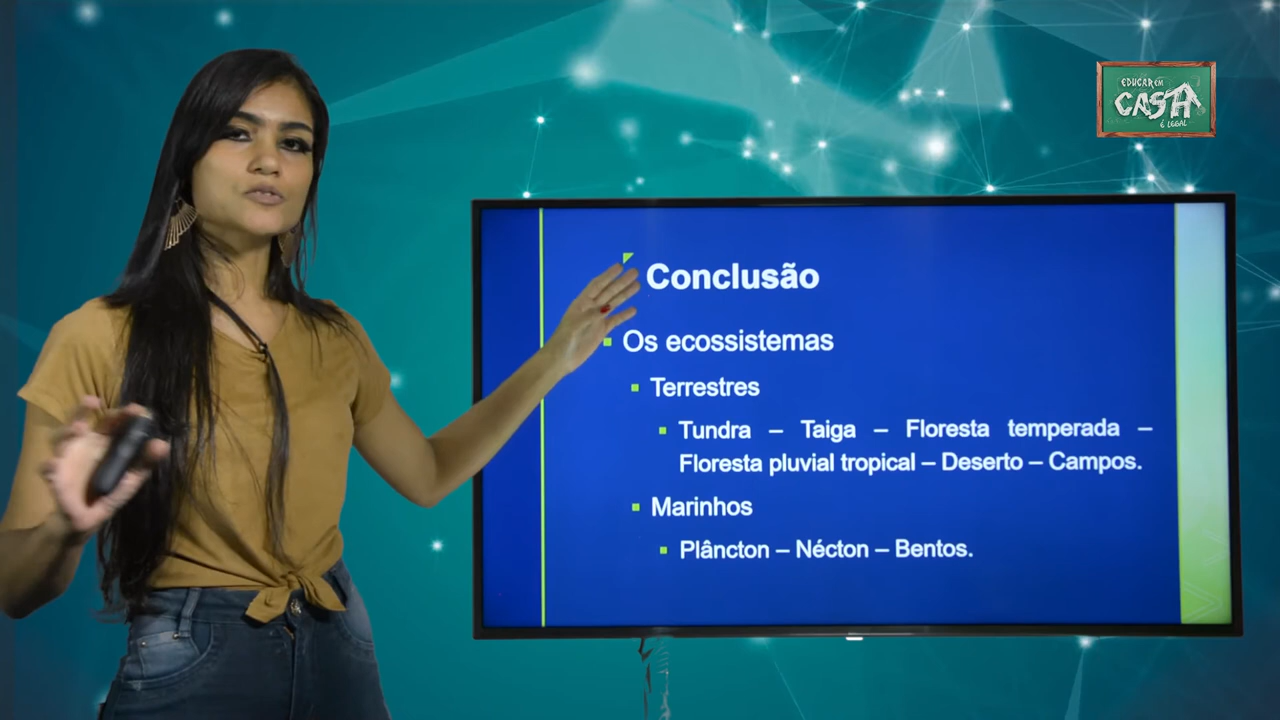 EDUCAR EM
CASA
É LEGAL
Conclusão
Os ecossistemas
Terrestres
Tundra – Taiga – Floresta temperada –
Floresta pluvial tropical – Deserto – Campos.
Marinhos
Plâncton – Nécton – Bentos.